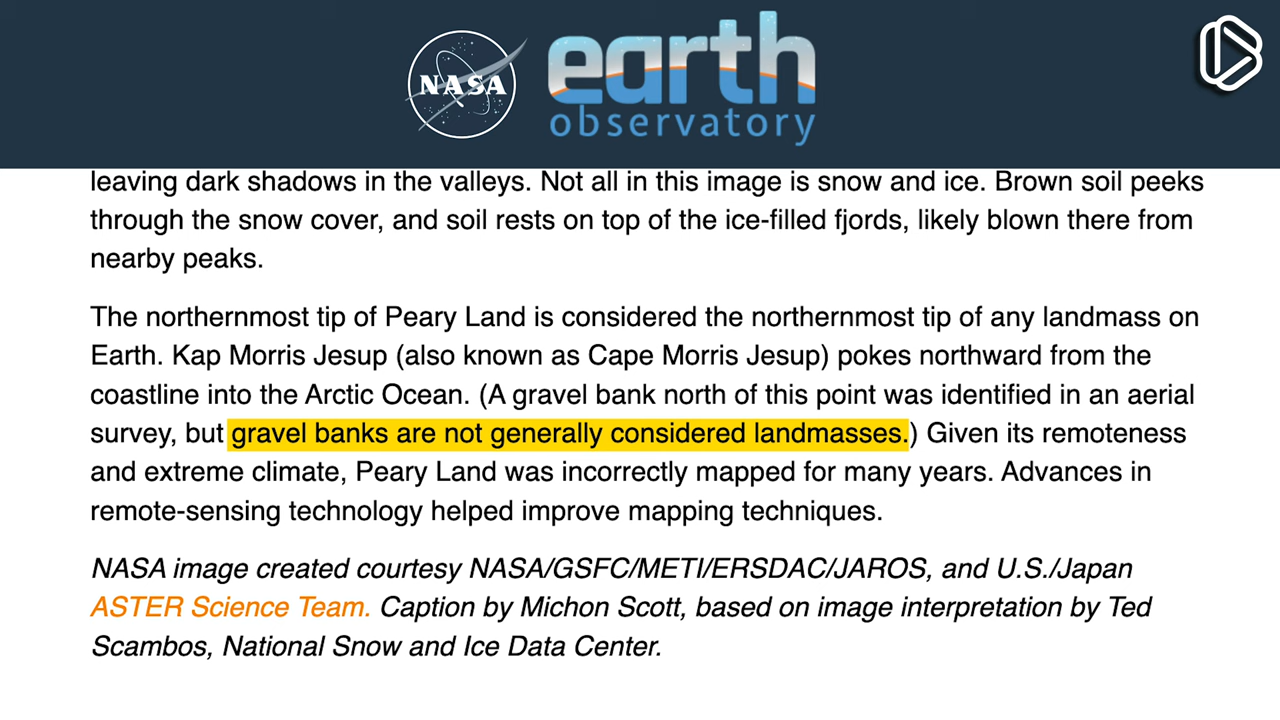 NASA
earth
observatory
leaving dark shadows in the valleys. Not all in this image is snow and ice. Brown soil peeks
through the snow cover, and soil rests on top of the ice-filled fjords, likely blown there from
nearby peaks.
The northernmost tip of Peary Land is considered the northernmost tip of any landmass on
Earth. Kap Morris Jesup (also known as Cape Morris Jesup) pokes northward from the
coastline into the Arctic Ocean. (A gravel bank north of this point was identified in an aerial
survey, but gravel banks are not generally considered landmasses.) Given its remoteness
and extreme climate, Peary Land was incorrectly mapped for many years. Advances in
remote-sensing technology helped improve mapping techniques.
NASA image created courtesy NASA/GSFC/METI/ERSDAC/JAROS, and U.S./Japan
ASTER Science Team. Caption by Michon Scott, based on image interpretation by Ted
Scambos, National Snow and Ice Data Center.